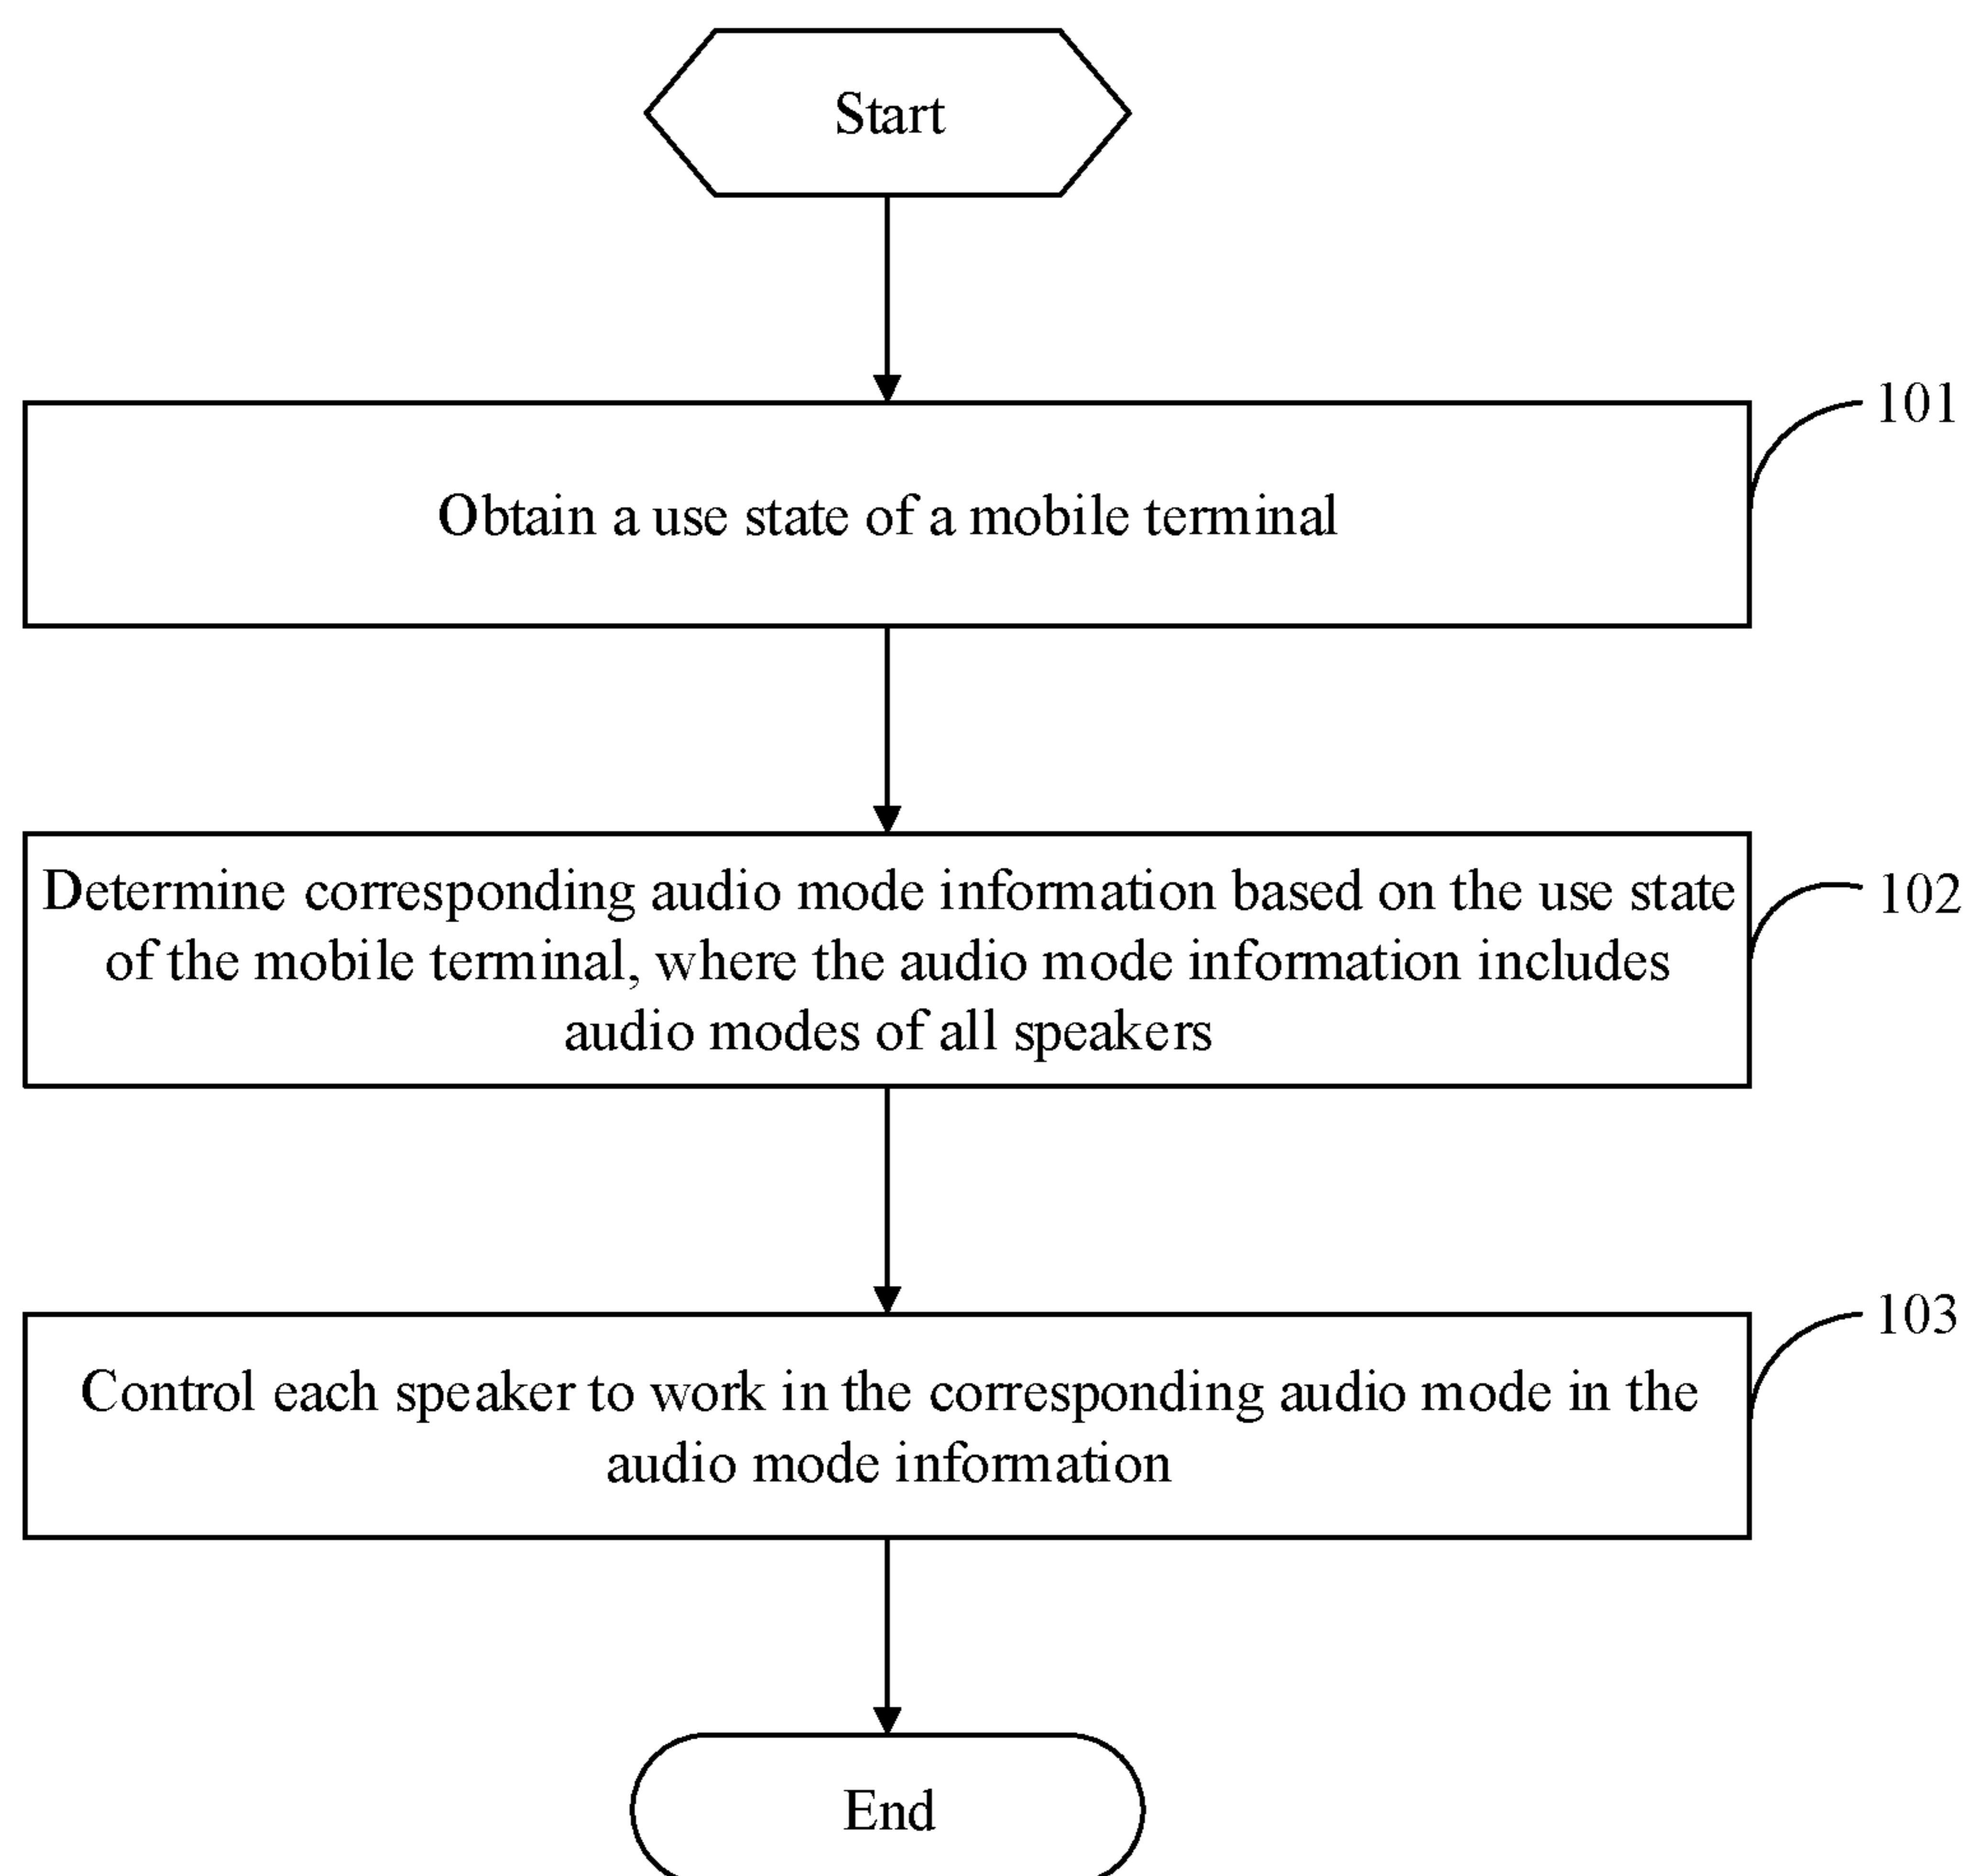 Start
101
Obtain a use state of a mobile terminal
102
Determine corresponding audio mode information based on the use state
of the mobile terminal, where the audio mode information includes
audio modes of all speakers
103
Control each speaker to work in the corresponding audio mode in the
audio mode information
End